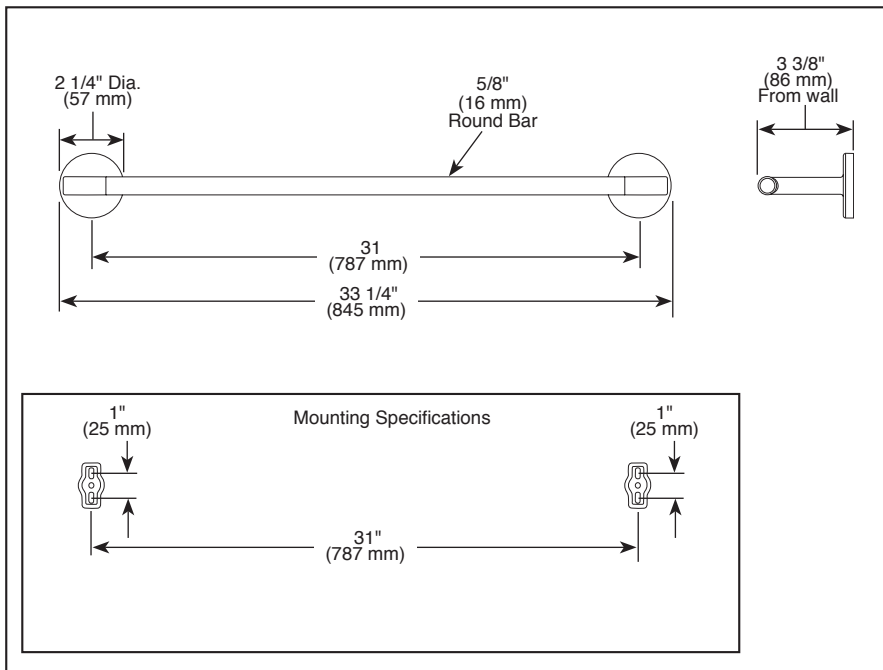 2 1/4" Dia.
(57 mm)
5/8"
(16 mm)
Round Bar
3 3/8"
(86 mm)
From wall
31
(787 mm)
33 1/4"
(845 mm)
Mounting Specifications
1"
(25 mm)
1"
(25 mm)
31"
(787 mm)